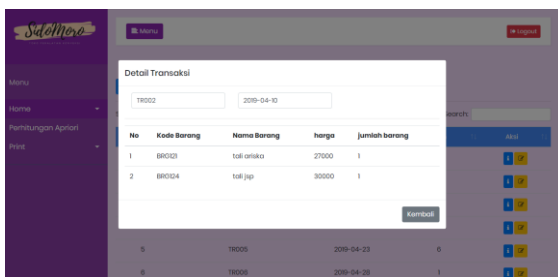 SidoMoro
Menu
Logout
Menu
Home
Perhitungan Apriori
Print
Detail Transaksi
TR002 2019-04-10
No Kode Barang Nama Barang harga jumlah barang
1 BR0121 tali ariska 27000 1
2 BR0124 tali jsp 30000 1
Kembali
Search:
Aksi
5 TR005 2019-04-23 6
6 TR006 2019-04-28 1